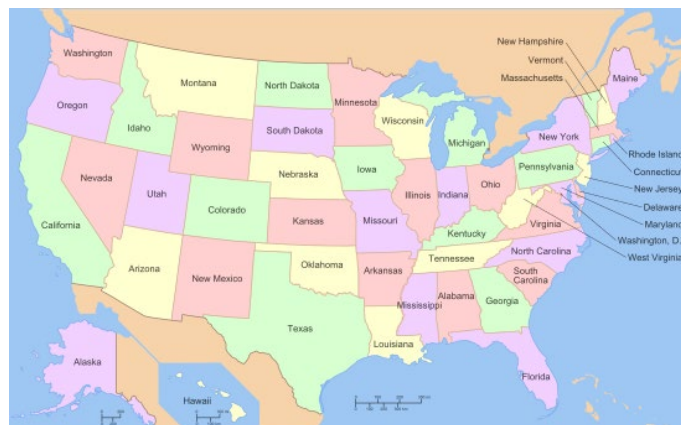 Washington
Oregon
California
Nevada
Idaho
Montana
Wyoming
Utah
Arizona
Colorado
New Mexico
North Dakota
South Dakota
Nebraska
Kansas
Oklahoma
Texas
Minnesota
Iowa
Missouri
Arkansas
Louisiana
Wisconsin
Illinois
Michigan
Indiana
Ohio
Kentucky
Tennessee
Mississippi
Alabama
Georgia
Florida
South
Carolina
North Carolina
Virginia
Pennsylvania
New York
Maine
New Hampshire
Vermont
Massachusetts
Rhode Island
Connecticut
New Jersey
Delaware
Maryland
Washington, D.
West Virginia
Alaska
Hawaii